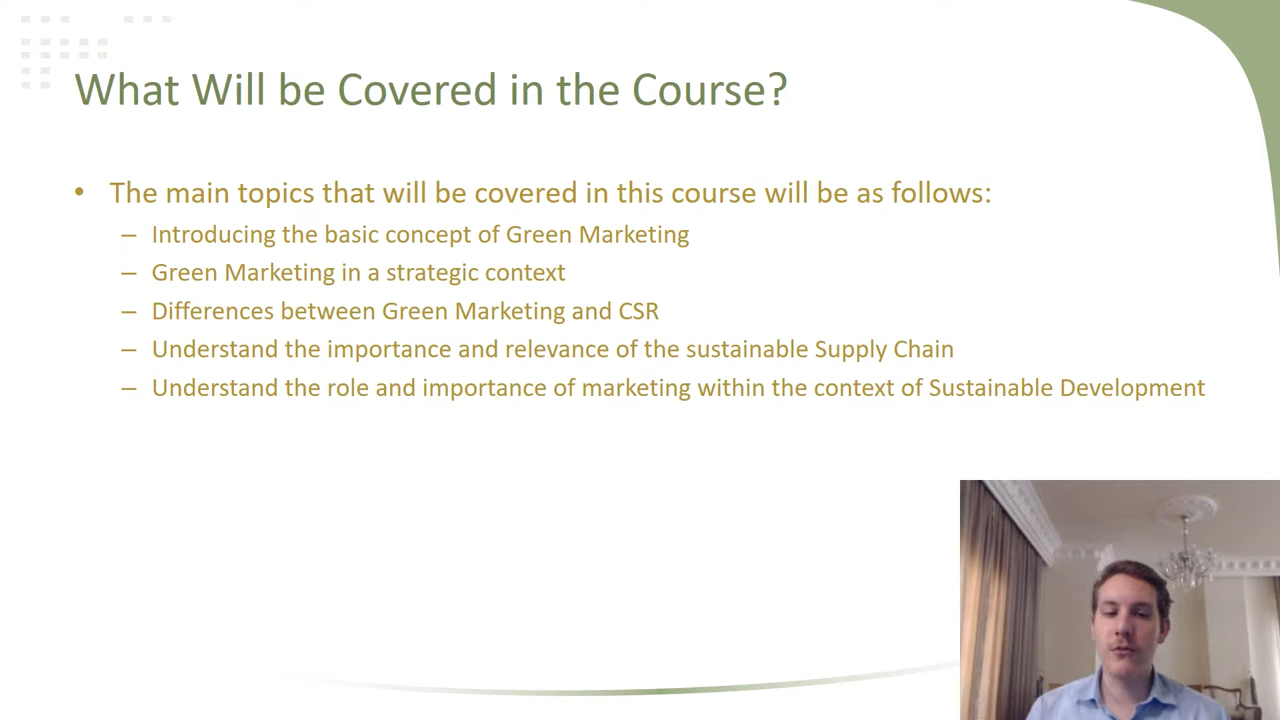 What Will be Covered in the Course?
• The main topics that will be covered in this course will be as follows:
– Introducing the basic concept of Green Marketing
– Green Marketing in a strategic context
– Differences between Green Marketing and CSR
– Understand the importance and relevance of the sustainable Supply Chain
– Understand the role and importance of marketing within the context of Sustainable Development